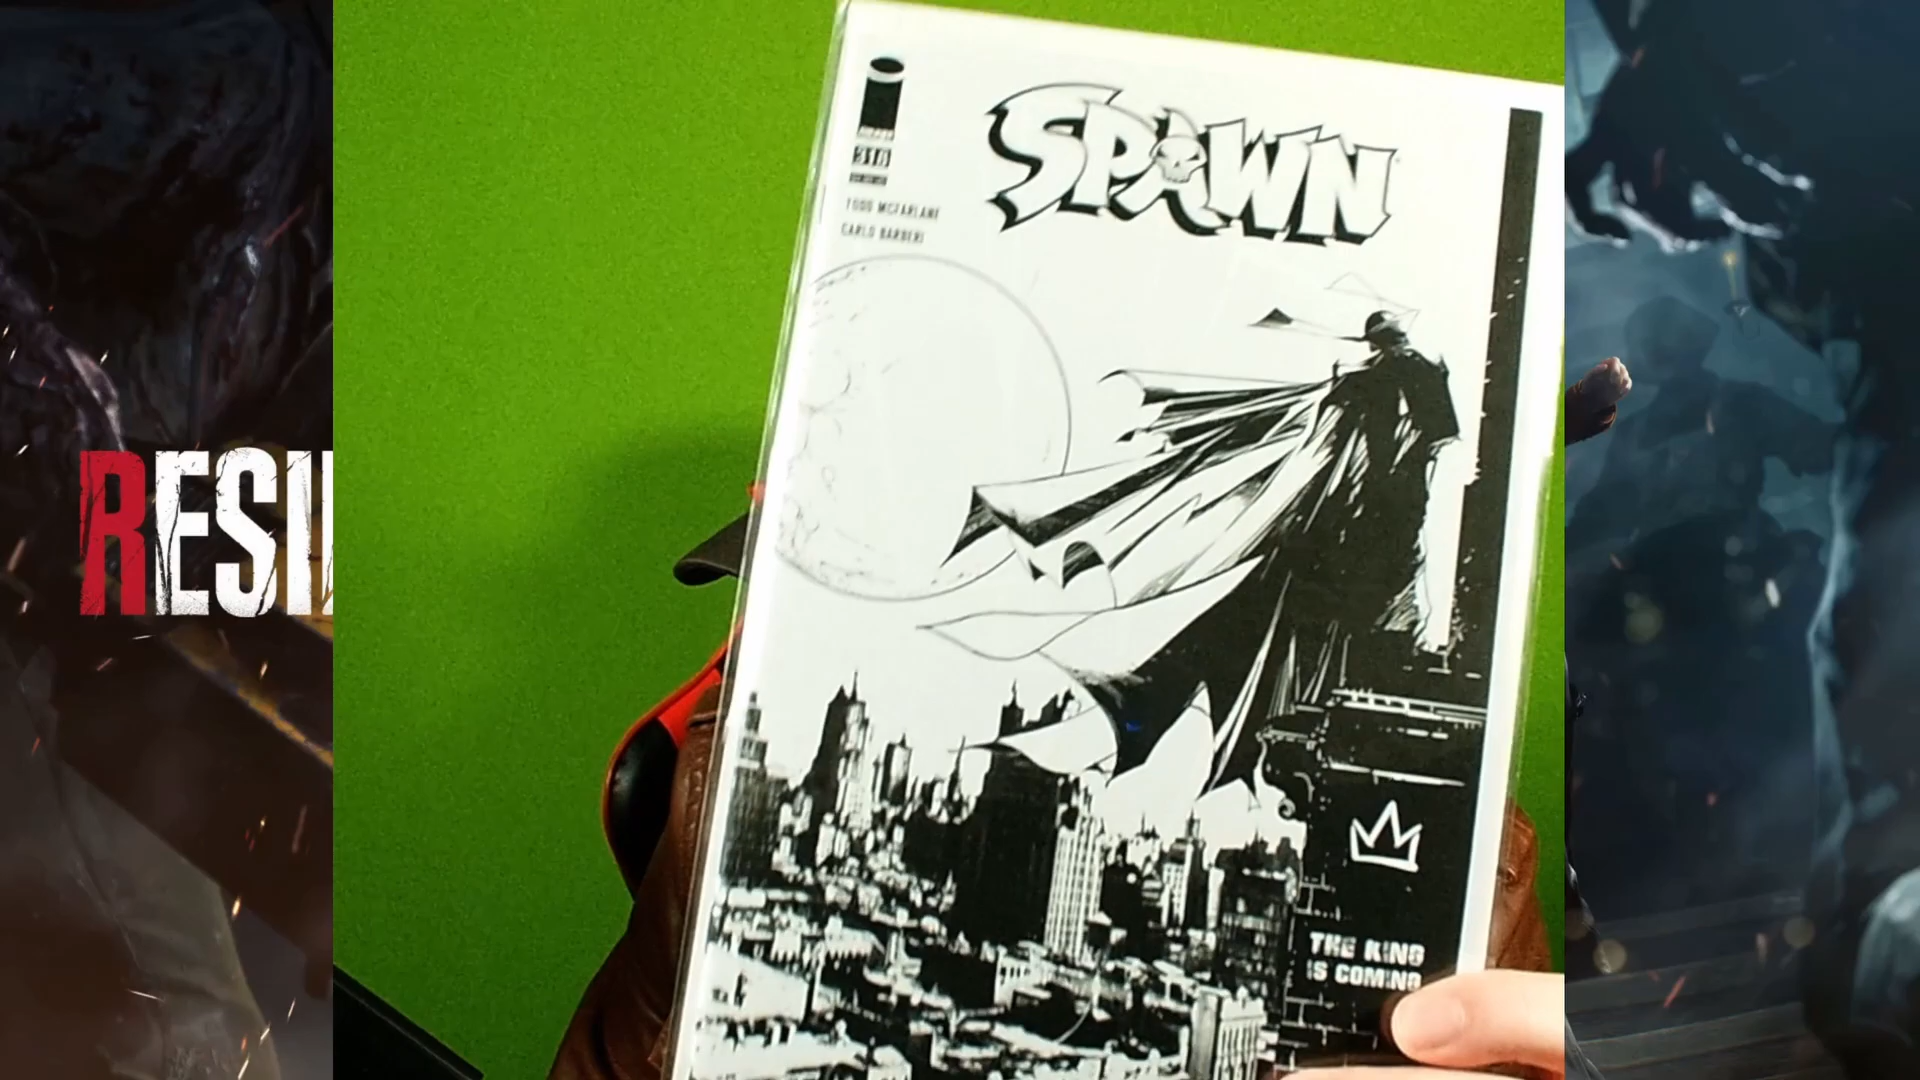 SPAWN
TODD MCFARLANE
CARLO BARBERI
RESI
THE KING
IS COMING